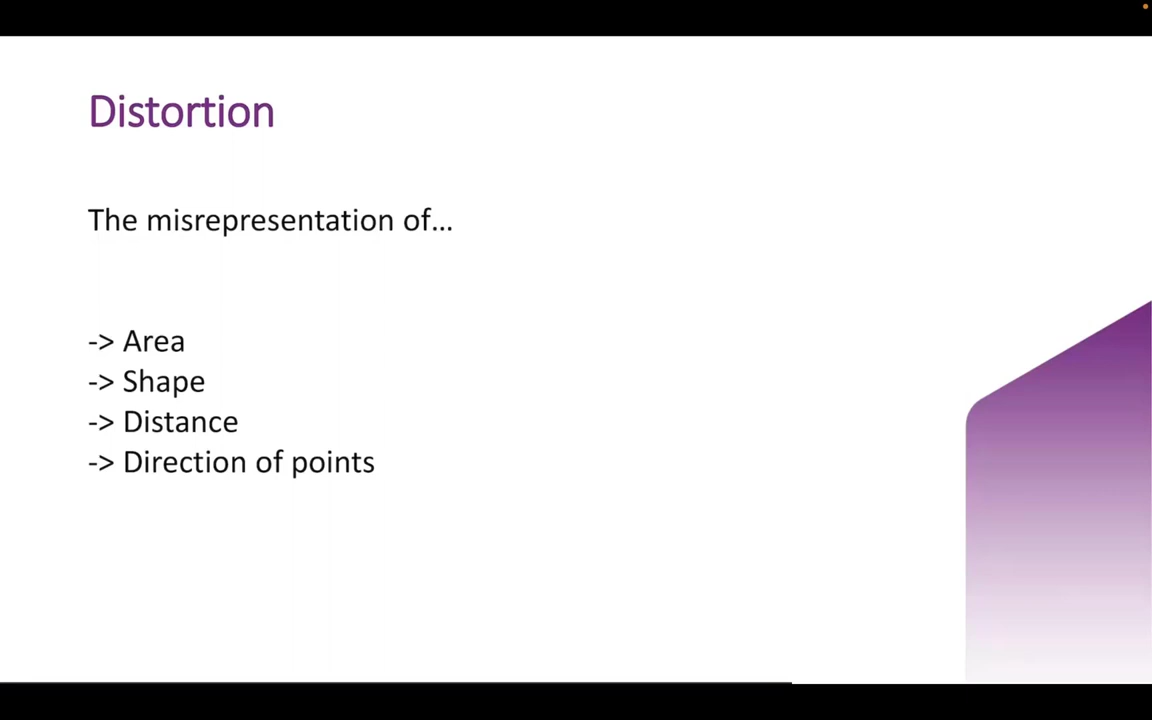 Distortion
The misrepresentation of...
-> Area
-> Shape
-> Distance
-> Direction of points